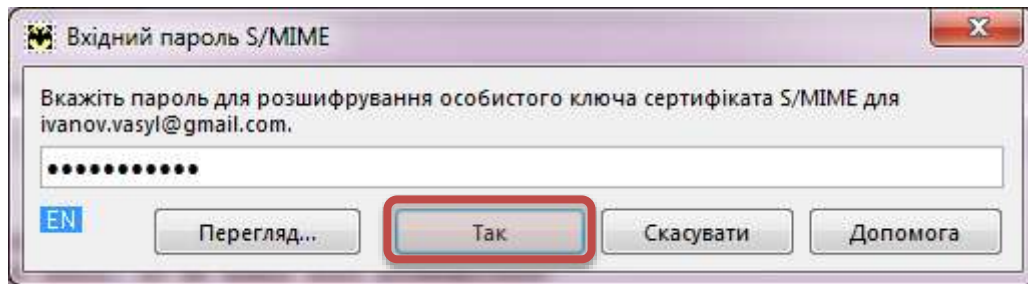 Вхідний пароль S/MIME
Вкажіть пароль для розшифрування особистого ключа сертифіката S/MIME для
ivanov.vasyl@gmail.com.
•••••••••••
EN Перегляд... Так Скасувати Допомога